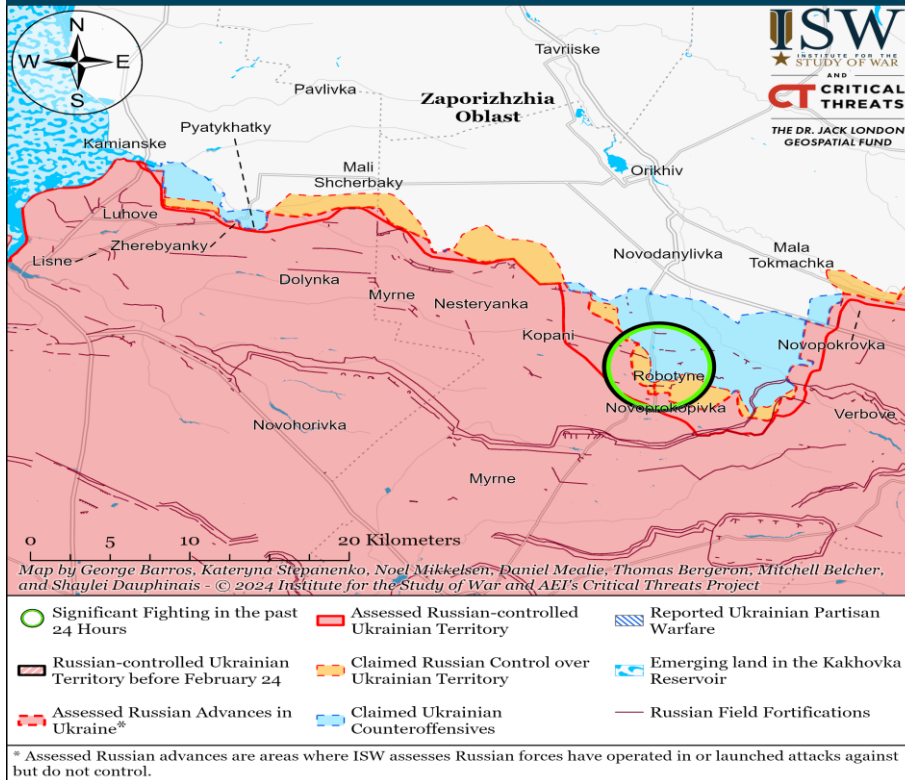 N
W
E
S
ISW
INSTITUTE FOR THE
STUDY OF WAR
AND
CT CRITICAL
THREATS
THE DR. JACK LONDON
GEOSPATIAL FUND
Tavriiske
Pavlivka
Zaporizhzhia
Oblast
Pyatykhatky
Kamianske
Mali
Shcherbaky
Orikhiv
Luhove
Zherebyanky
Lisne
Novodanylivka
Mala
Tokmachka
Dolynka
Myrne
Nesteryanka
Kopani
Novopokrovka
Robotyne
Novoprokopivka
Verbove
Novohorivka
Myrne
0 5 10 20 Kilometers
Map by George Barros, Kateryna Stepanenko, Noel Mikkelsen, Daniel Mealie, Thomas Bergeron, Mitchell Belcher,
and Shaylei Dauphinais - © 2024 Institute for the Study of War and AEI's Critical Threats Project
Significant Fighting in the past
24 Hours
Assessed Russian-controlled
Ukrainian Territory
Reported Ukrainian Partisan
Warfare
Russian-controlled Ukrainian
Territory before February 24
Claimed Russian Control over
Ukrainian Territory
Emerging land in the Kakhovka
Reservoir
Assessed Russian Advances in
Ukraine*
Claimed Ukrainian
Counteroffensives
Russian Field Fortifications
* Assessed Russian advances are areas where ISW assesses Russian forces have operated in or launched attacks against
but do not control.